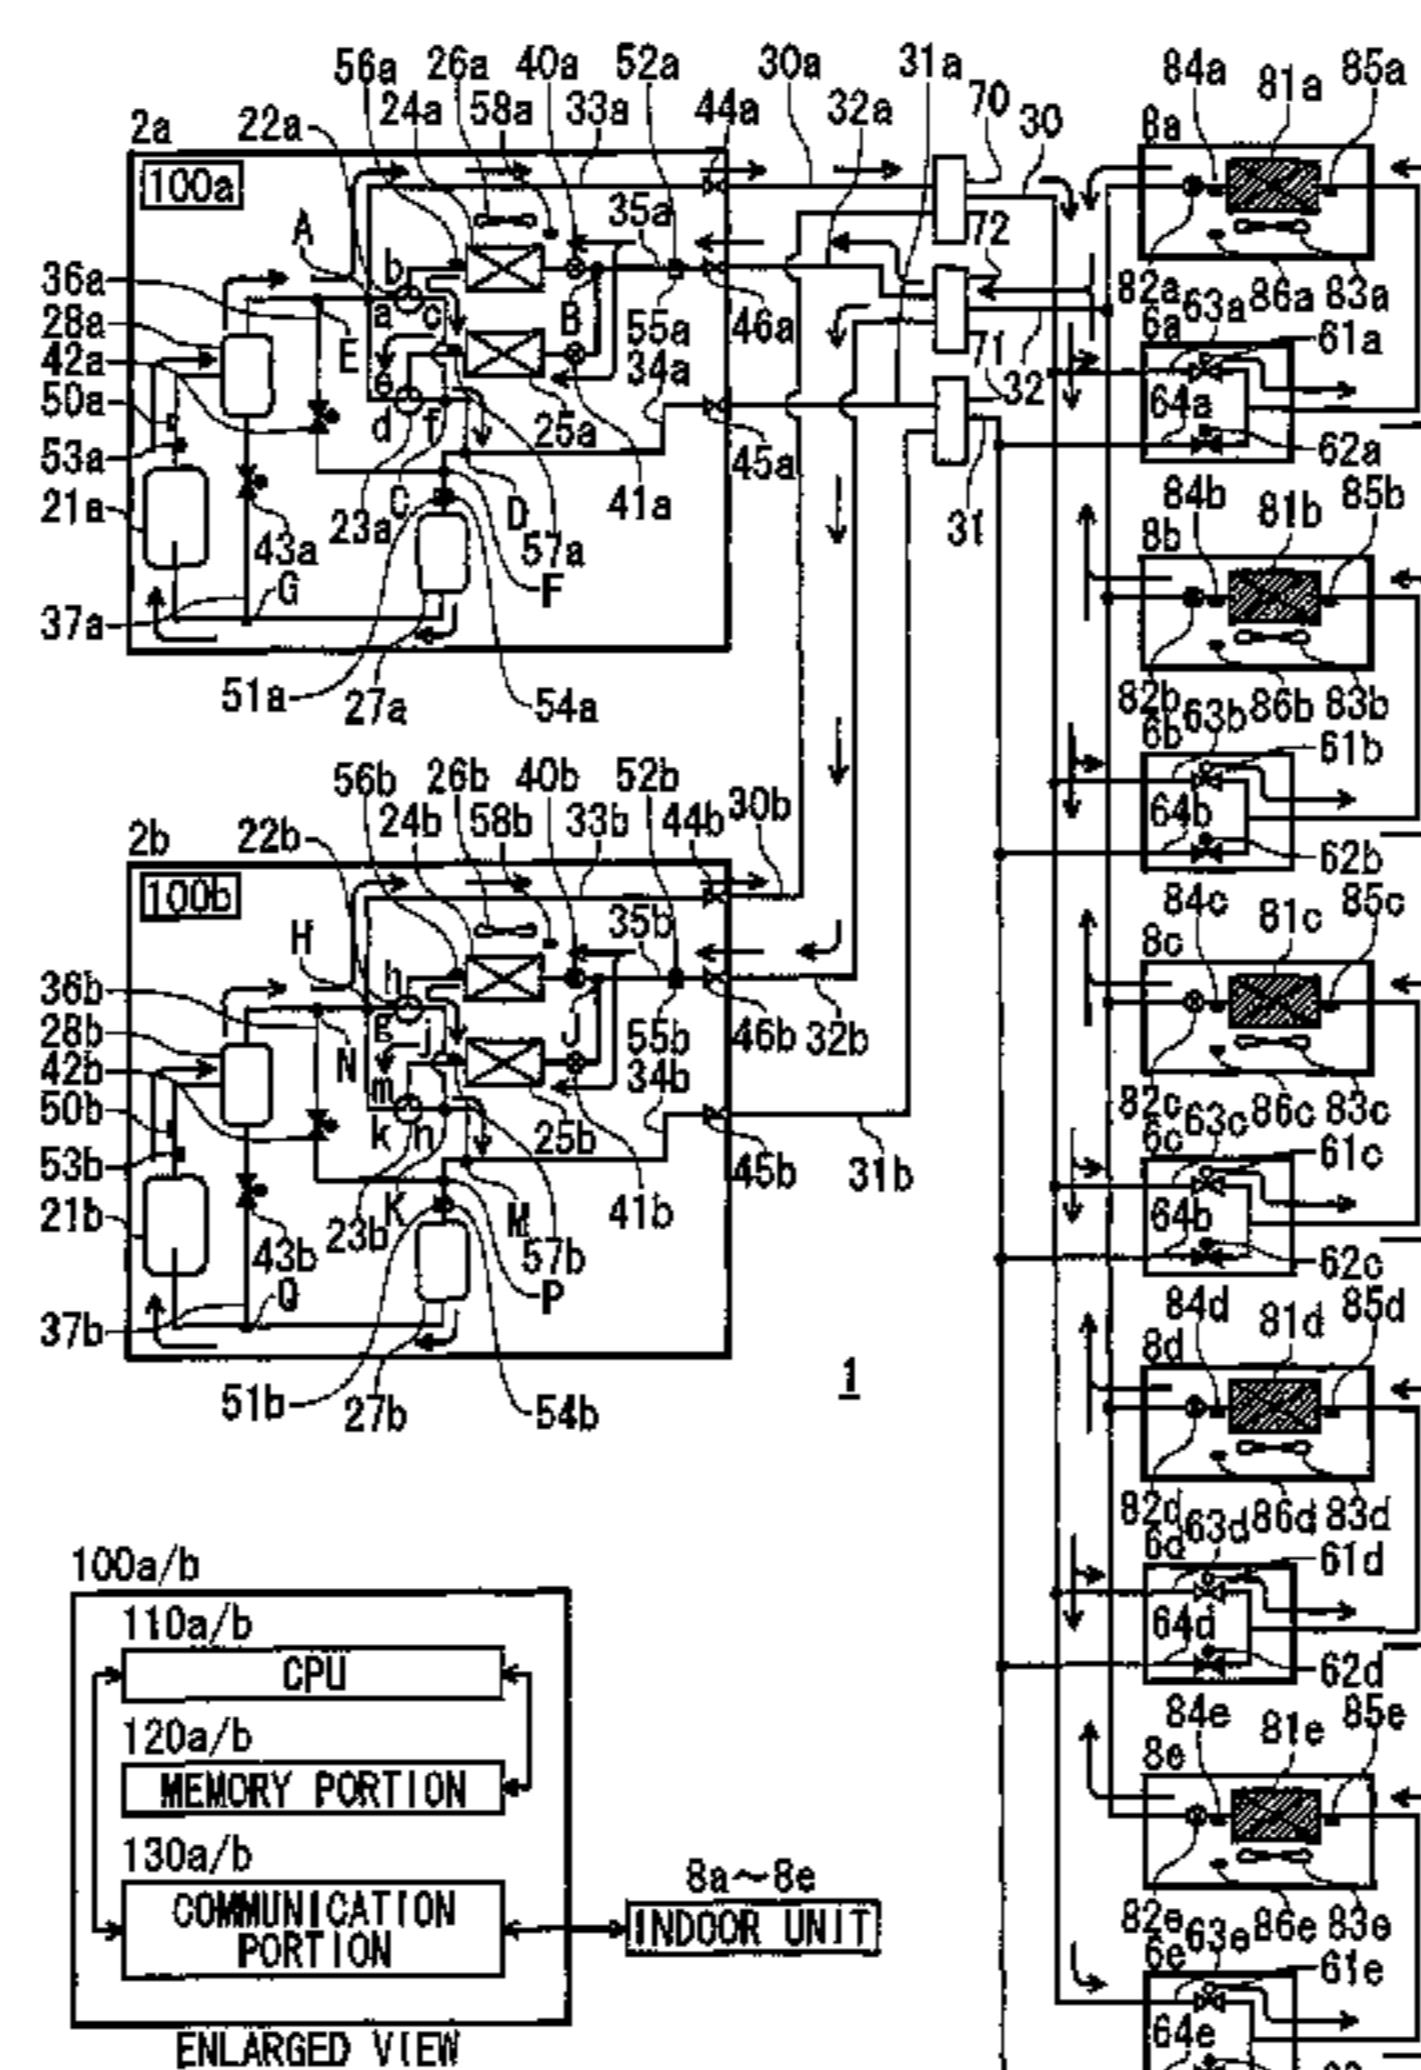 56a 26a 40a 52a 30a 31a 84a 81a 85a
2a 22a 24a 58a 33a 44a 32a 70 30 8a
100a
A 35a 72
36a b
28a a c B 55a 46a 82a 63a 86a 83a
42a E 34a 71 6a 61a
50a e 32 64a
53a d f 25a 45a 62a
21a 23a C D 41a 31 84b 81b 85b
43a 57a 8b
37a G F
51a 27a 54a 82b 63b 86b 83b
6b 61b
56b 26b 40b 52b 30b 64b
2b 22b 24b 58b 33b 44b 62b
100b 84c 81c 85c
H 35b 8c
36b h
28b g j J 55b 46b 32b
42b N 34b 82c 63c 86c 83c
50b m 6c 61c
53b k n 25b 45b 31b 64b
21b 23b K M 41b 62c
43b 57b 84d 81d 85d
37b Q P 8d
51b 27b 54b
1
82d 63d 86d 83d
6d 61d
100a/b 64d
110a/b 62d
CPU 84e 81e 85e
120a/b 8e
MEMORY PORTION
130a/b 8a~8e
COMMUNICATION
PORTION
INDOOR UNIT
82e 63e 86e 83e
6e 61e
64e
ENLARGED VIEW